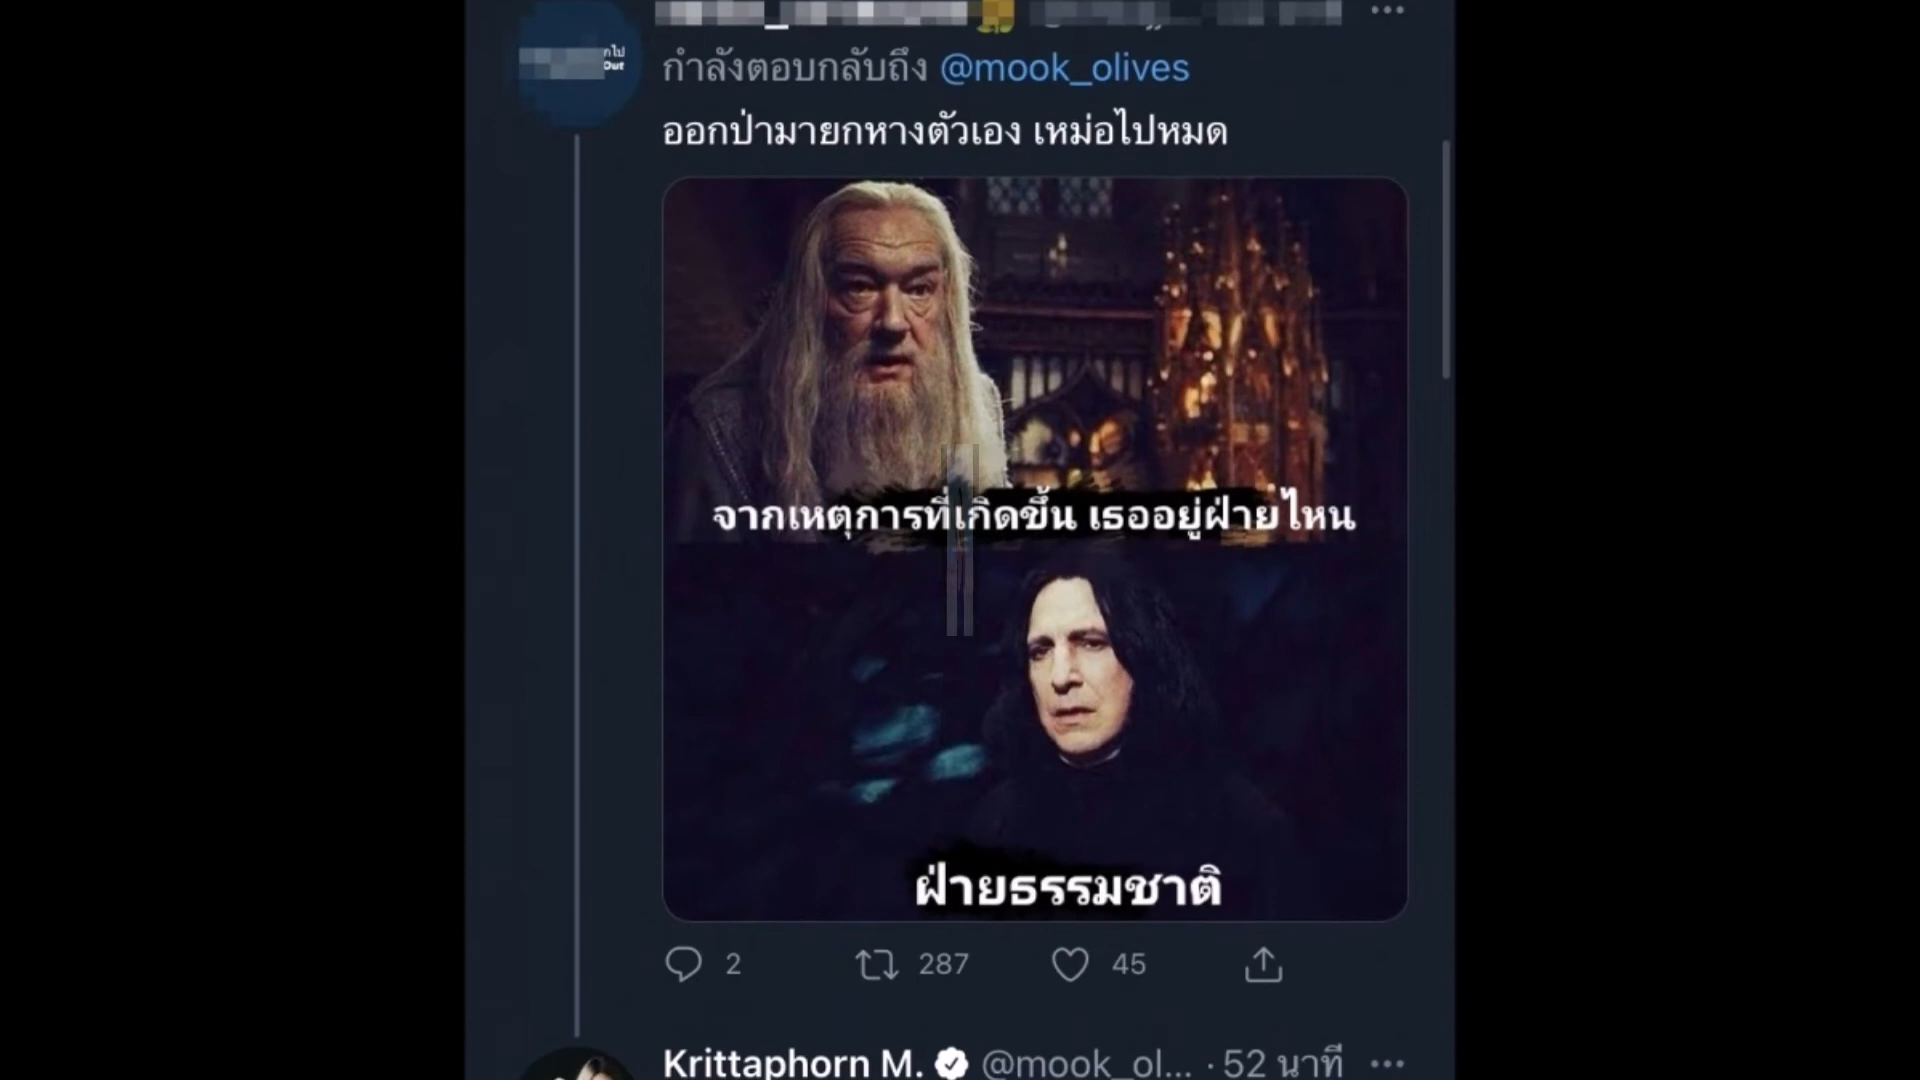 กไป
Out
กำลังตอบกลับถึง @mook_olives
ออกป่ามายกหางตัวเอง เหม่อไปหมด
จากเหตุการที่เกิดขึ้น เธออยู่ฝ่ายไหน
ฝ่ายธรรมชาติ
2 287 45
Krittaphorn M. @mook_ol... · 52 นาที